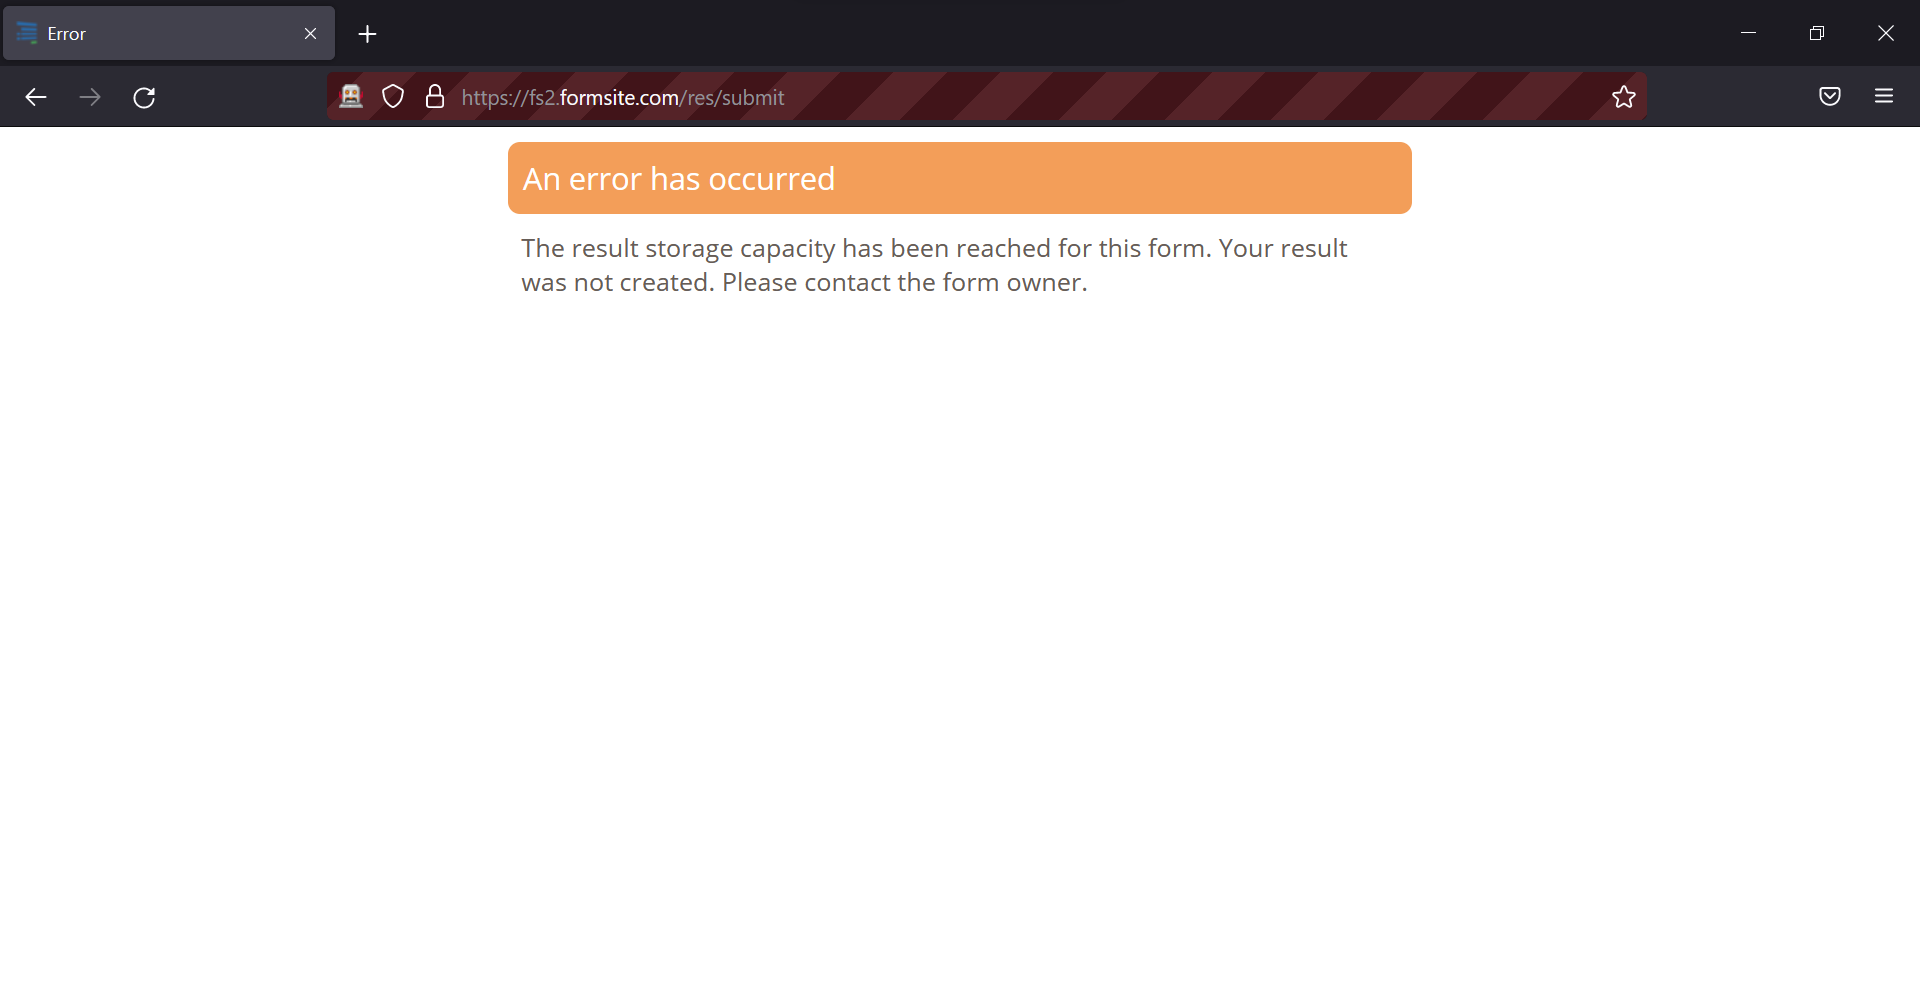 Error
https://fs2.formsite.com/res/submit
An error has occurred
The result storage capacity has been reached for this form. Your result
was not created. Please contact the form owner.